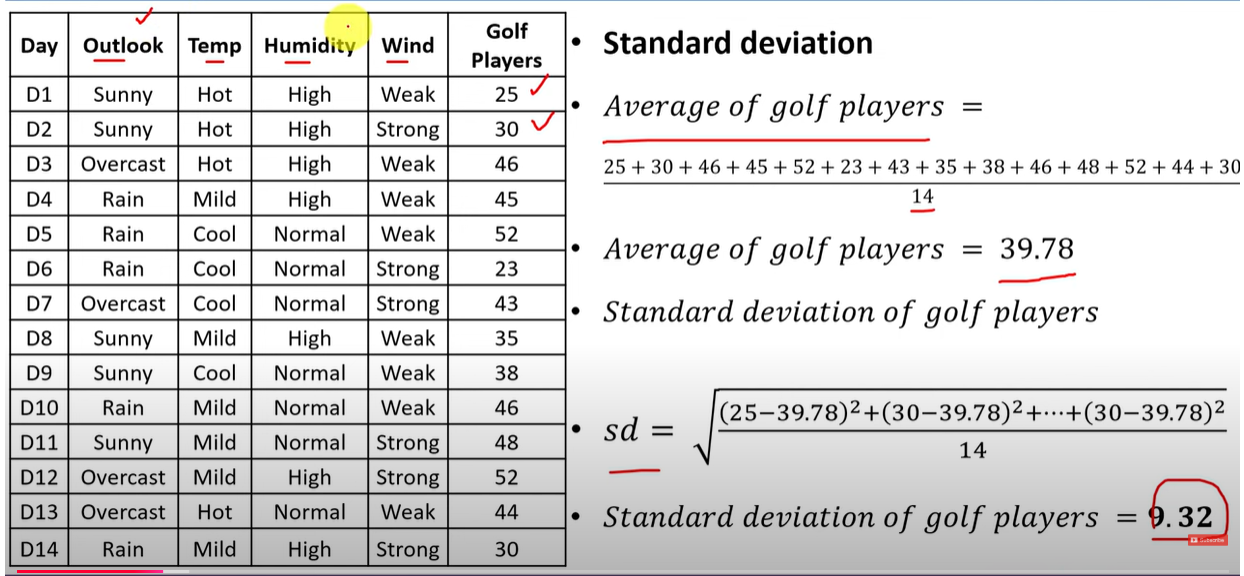 Day Outlook Temp Humidity Wind Golf Players
D1 Sunny Hot High Weak 25
D2 Sunny Hot High Strong 30
D3 Overcast Hot High Weak 46
D4 Rain Mild High Weak 45
D5 Rain Cool Normal Weak 52
D6 Rain Cool Normal Strong 23
D7 Overcast Cool Normal Strong 43
D8 Sunny Mild High Weak 35
D9 Sunny Cool Normal Weak 38
D10 Rain Mild Normal Weak 46
D11 Sunny Mild Normal Strong 48
D12 Overcast Mild High Strong 52
D13 Overcast Hot Normal Weak 44
D14 Rain Mild High Strong 30
• Standard deviation
• Average of golf players =
25 + 30 + 46 + 45 + 52 + 23 + 43 + 35 + 38 + 46 + 48 + 52 + 44 + 30
14
• Average of golf players = 39.78
• Standard deviation of golf players
• sd = √
(25−39.78)²+(30−39.78)²+⋯+(30−39.78)²
14
• Standard deviation of golf players = 9.32
Subscribe